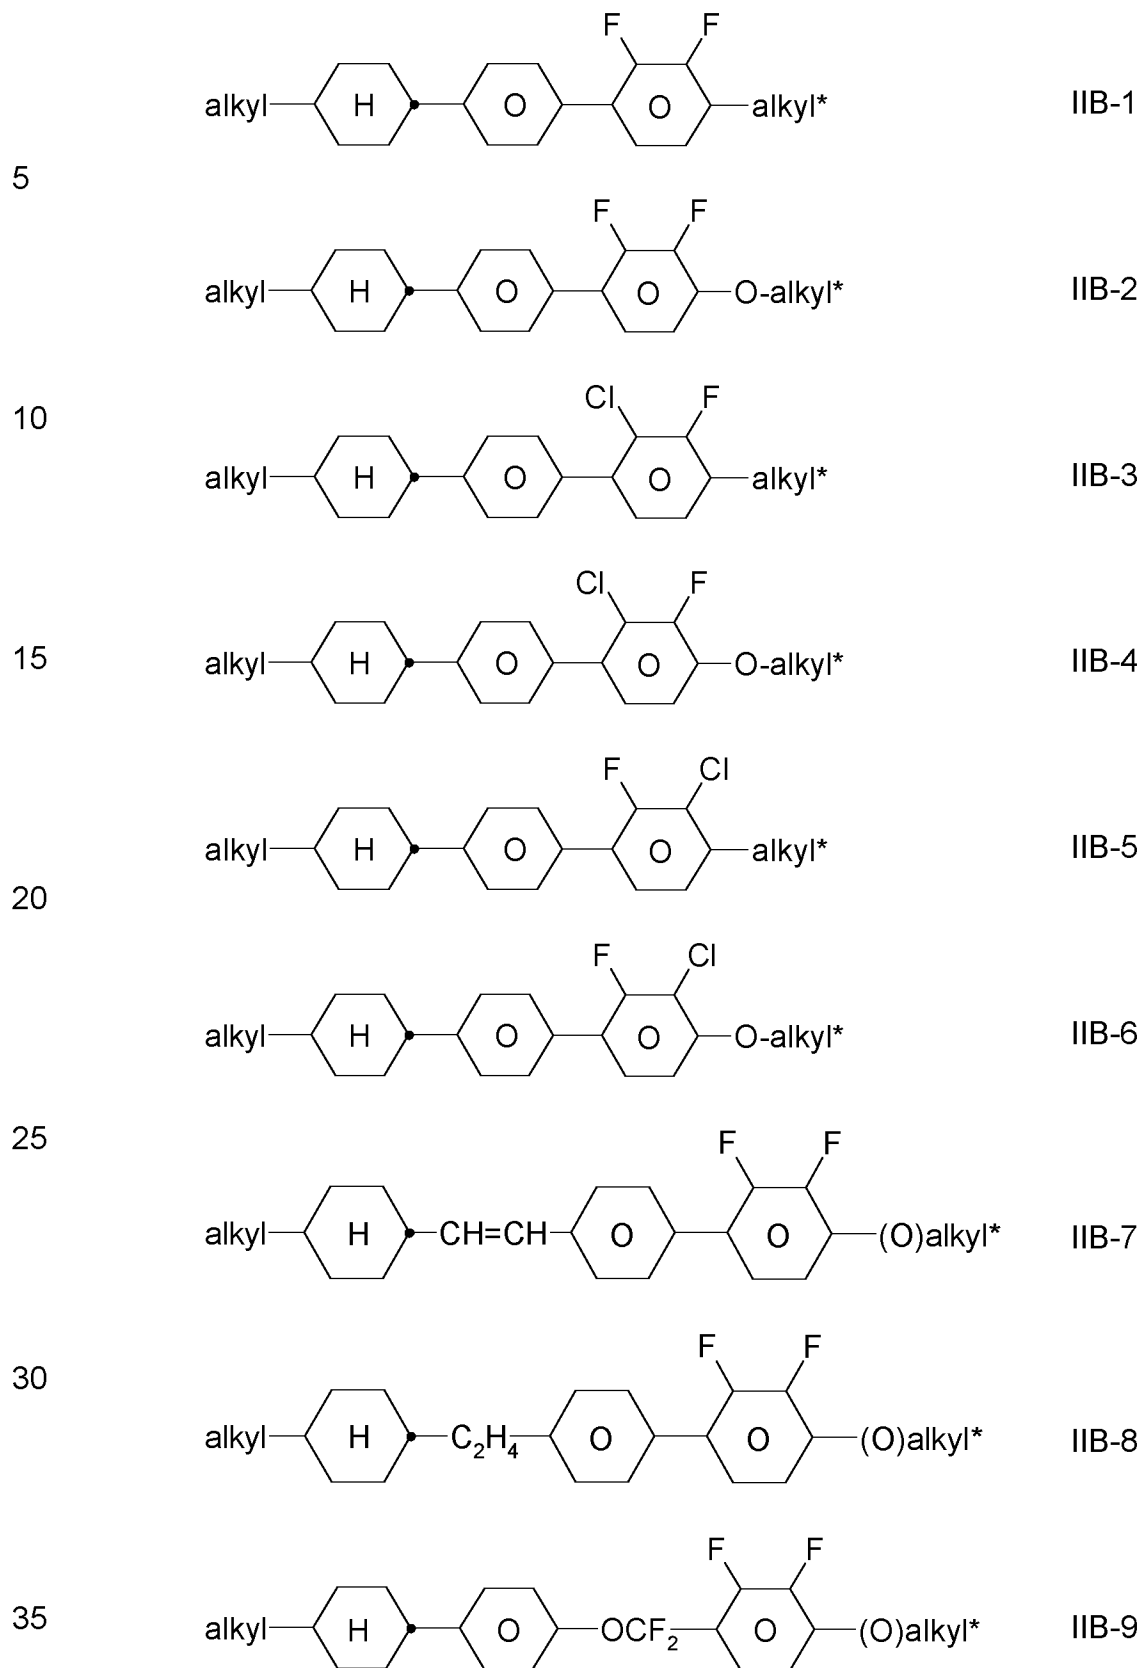 F F
alkyl H O O alkyl* IIB-1
5
F F
alkyl H O O O-alkyl* IIB-2
Cl F
10
alkyl H O O alkyl* IIB-3
Cl F
15 alkyl H O O O-alkyl* IIB-4
F Cl
alkyl H O O alkyl* IIB-5
20
F Cl
alkyl H O O O-alkyl* IIB-6
25
F F
alkyl H CH=CH O O (O)alkyl* IIB-7
F F
30
alkyl H C2H4 O O (O)alkyl* IIB-8
F F
35 alkyl H O OCF2 O (O)alkyl* IIB-9